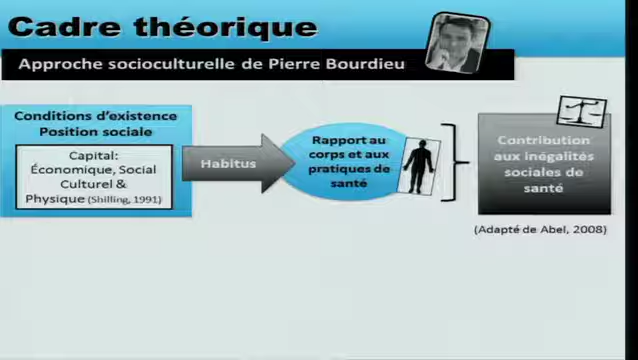 Cadre théorique
Approche socioculturelle de Pierre Bourdieu
Conditions d'existence
Position sociale
Capital:
Économique, Social
Culturel &
Physique (Shilling, 1991)
Habitus
Rapport au
corps et aux
pratiques de
santé
Contribution
aux inégalités
sociales de
santé
(Adapté de Abel, 2008)